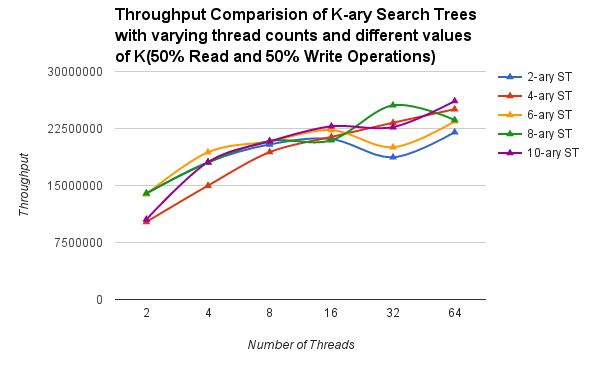 Throughput Comparision of K-ary Search Trees
with varying thread counts and different values
of K(50% Read and 50% Write Operations)
30000000
22500000
15000000
7500000
0
Throughput
2 4 8 16 32 64
Number of Threads
2-ary ST
4-ary ST
6-ary ST
8-ary ST
10-ary ST